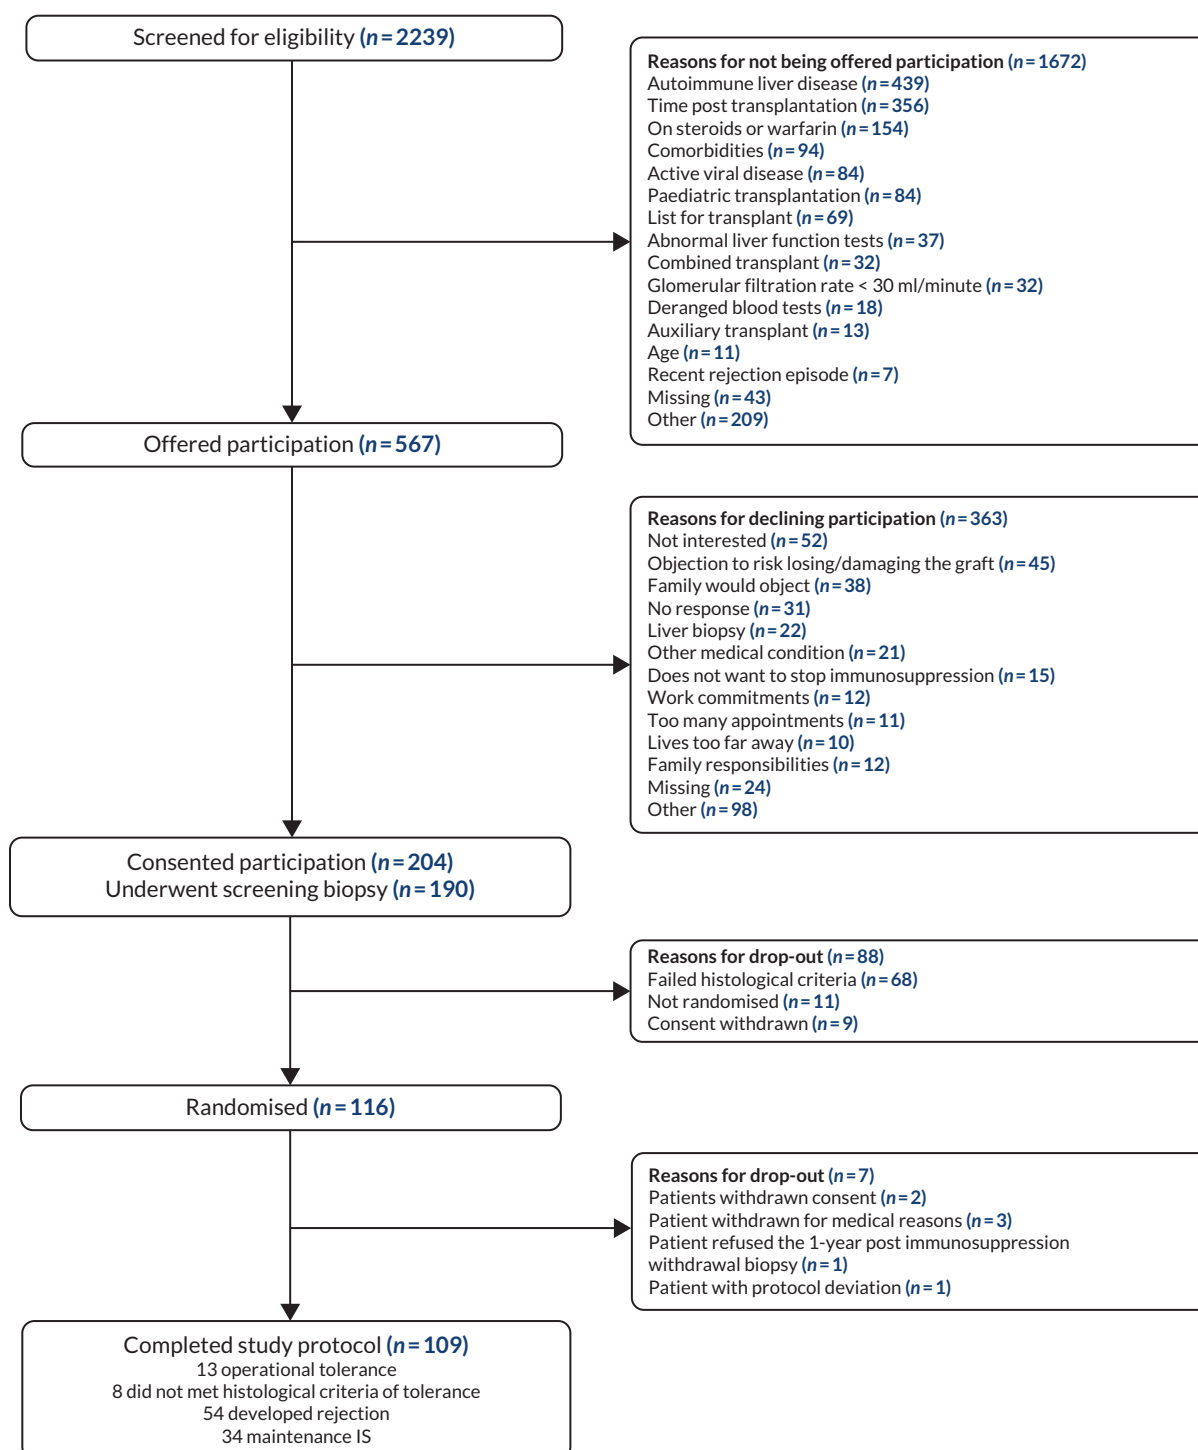 Screened for eligibility (n=2239)
Reasons for not being offered participation (n=1672)
Autoimmune liver disease (n=439)
Time post transplantation (n=356)
On steroids or warfarin (n=154)
Comorbidities (n=94)
Active viral disease (n=84)
Paediatric transplantation (n=84)
List for transplant (n=69)
Abnormal liver function tests (n=37)
Combined transplant (n=32)
Glomerular filtration rate < 30 ml/minute (n=32)
Deranged blood tests (n=18)
Auxiliary transplant (n=13)
Age (n=11)
Recent rejection episode (n=7)
Missing (n=43)
Other (n=209)
Offered participation (n=567)
Reasons for declining participation (n=363)
Not interested (n=52)
Objection to risk losing/damaging the graft (n=45)
Family would object (n=38)
No response (n=31)
Liver biopsy (n=22)
Other medical condition (n=21)
Does not want to stop immunosuppression (n=15)
Work commitments (n=12)
Too many appointments (n=11)
Lives too far away (n=10)
Family responsibilities (n=12)
Missing (n=24)
Other (n=98)
Consented participation (n=204)
Underwent screening biopsy (n=190)
Reasons for drop-out (n=88)
Failed histological criteria (n=68)
Not randomised (n=11)
Consent withdrawn (n=9)
Randomised (n=116)
Reasons for drop-out (n=7)
Patients withdrawn consent (n=2)
Patient withdrawn for medical reasons (n=3)
Patient refused the 1-year post immunosuppression
withdrawal biopsy (n=1)
Patient with protocol deviation (n=1)
Completed study protocol (n=109)
13 operational tolerance
8 did not met histological criteria of tolerance
54 developed rejection
34 maintenance IS